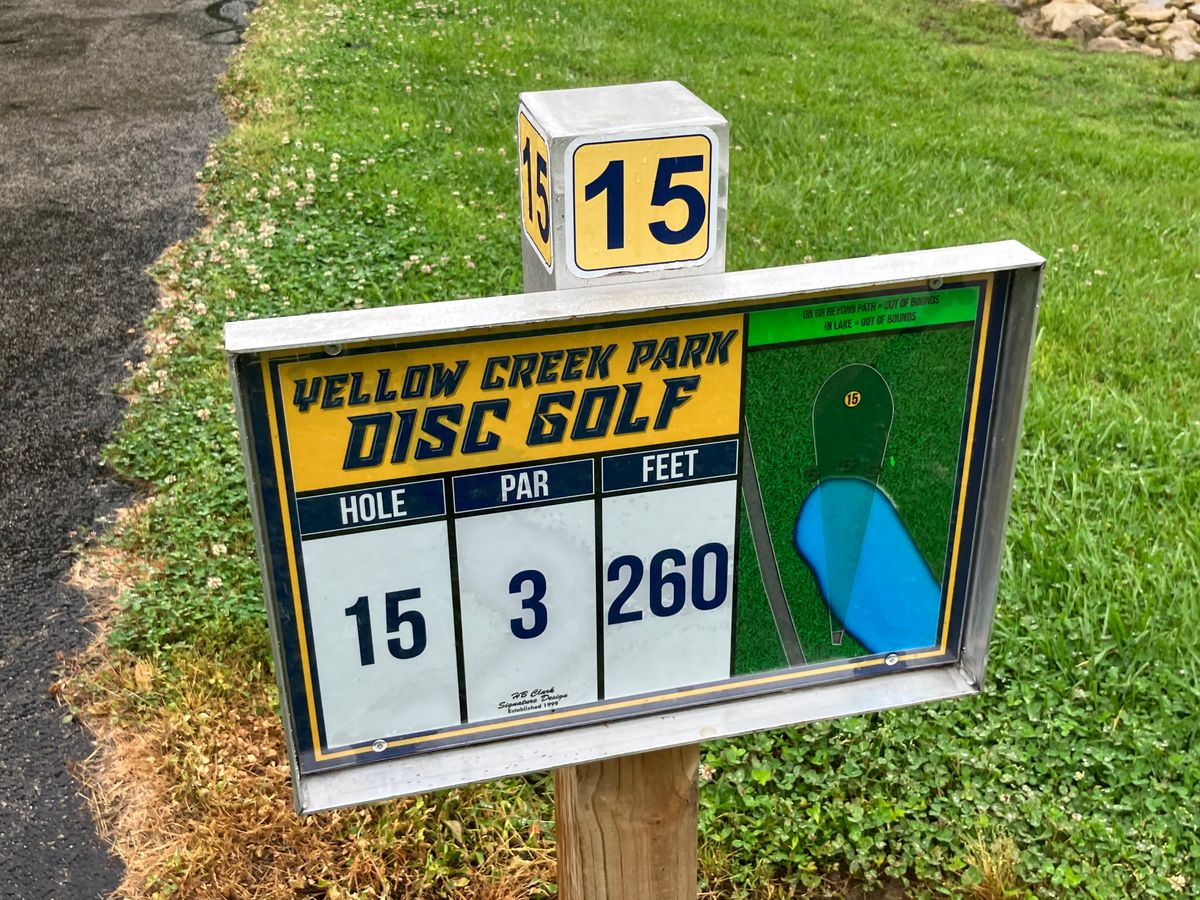 15
15
YELLOW CREEK PARK
DISC GOLF
HOLE
PAR
FEET
15
3
260
HB Clark
Signature Design
Established 1999
ON OR BEYOND PATH = OUT OF BOUNDS
IN LAKE = OUT OF BOUNDS
15